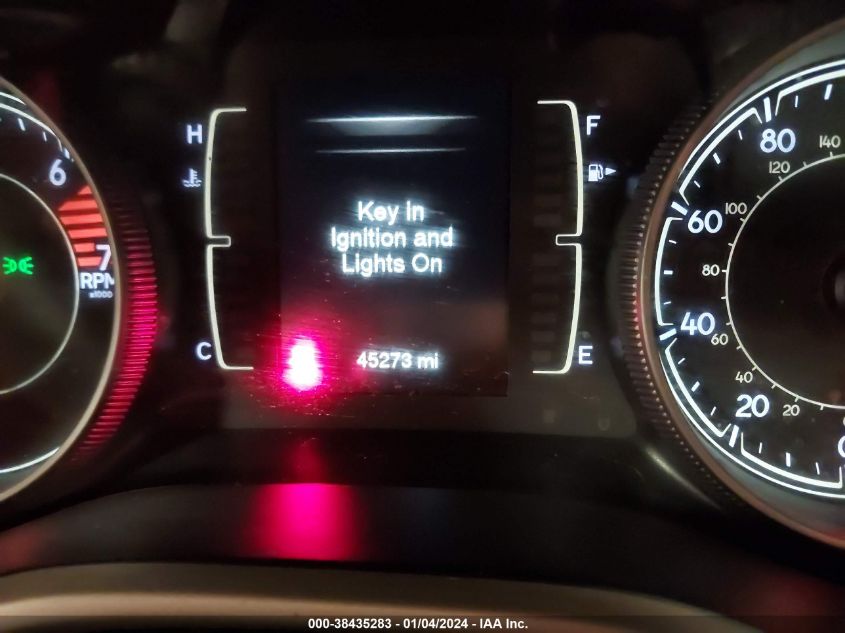 H
F
6
7
RPM
x1000
Key in
Ignition and
Lights On
C
45273 mi
E
80
60
40
20
140
120
100
80
60
40
20
0
000-38435283 - 01/04/2024 - IAA Inc.